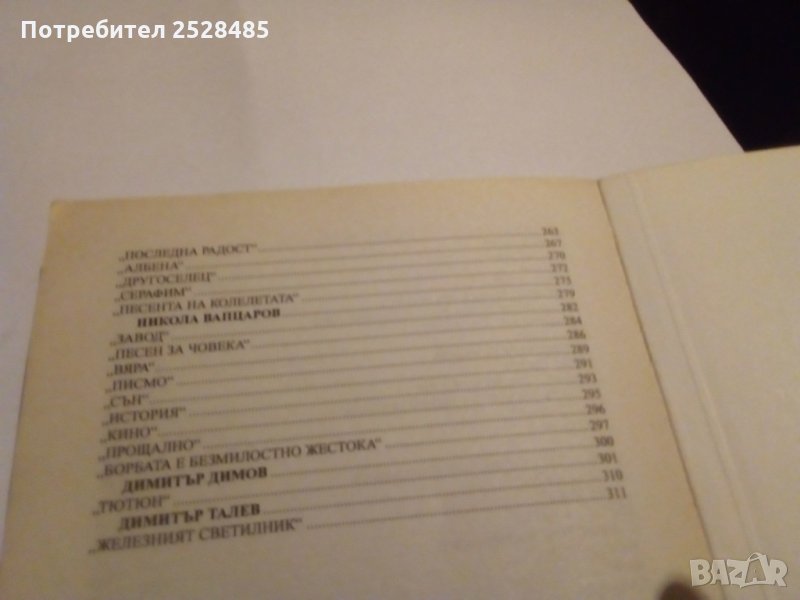 Потребител 2528485
„ПОСЛЕДНА РАДОСТ“ 263
„АЛБЕНА“ 267
„ДРУГОСЕЛЕЦ“ 270
„СЕРАФИМ“ 272
„ПЕСЕНТА НА КОЛЕЛЕТАТА“ 275
НИКОЛА ВАПЦАРОВ 279
„ЗАВОД“ 282
„ПЕСЕН ЗА ЧОВЕКА“ 284
„ВЯРА“ 286
„ПИСМО“ 289
„СЪН“ 291
„ИСТОРИЯ“ 293
„КИНО“ 295
„ПРОЩАЛНО“ 296
„БОРБАТА Е БЕЗМИЛОСТНО ЖЕСТОКА“ 297
ДИМИТЪР ДИМОВ 300
„ТЮТЮН“ 301
ДИМИТЪР ТАЛЕВ 310
„ЖЕЛЕЗНИЯТ СВЕТИЛНИК“ 311
BAZAR